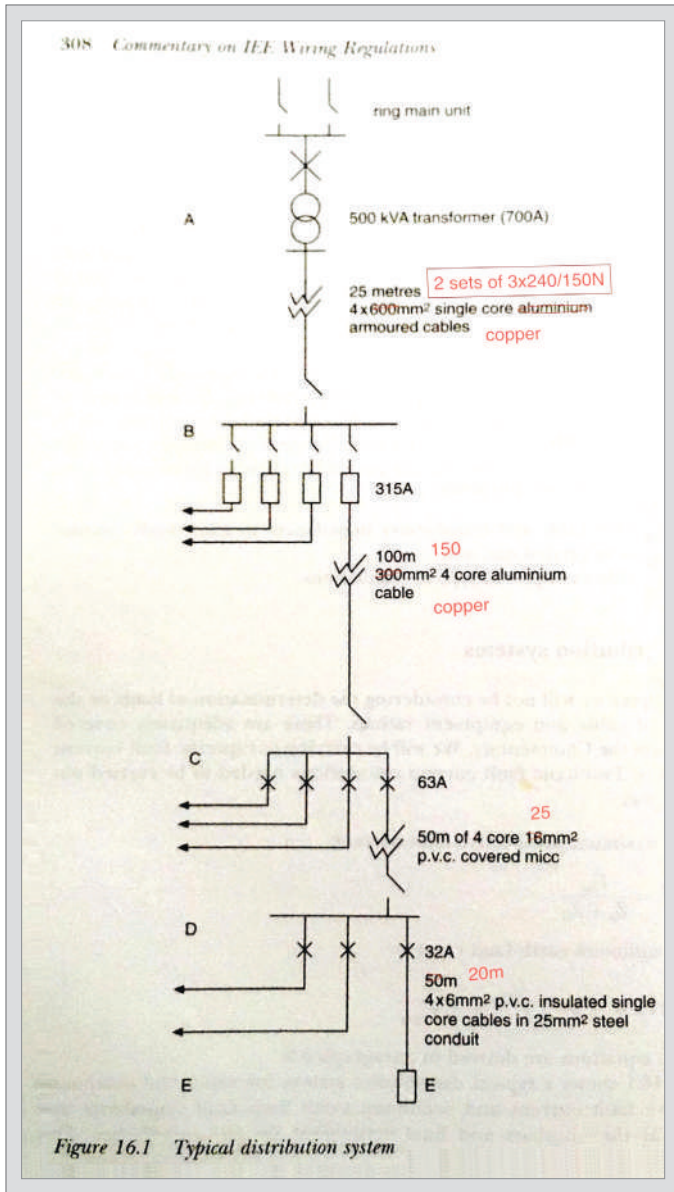 308 Commentary on IEE Wiring Regulations
ring main unit
A
500 kVA transformer (700A)
2 sets of 3x240/150N
25 metres
4x600mm² single core aluminium
armoured cables
copper
B
315A
100m 150
300mm² 4 core aluminium
cable
copper
C
63A
25
50m of 4 core 16mm²
p.v.c. covered micc
D
32A
20m
50m
4x6mm² p.v.c. insulated single
core cables in 25mm² steel
conduit
E E
Figure 16.1 Typical distribution system